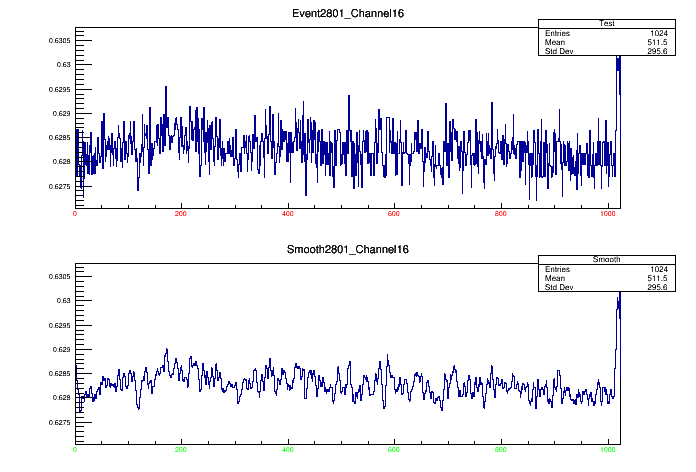 Event2801_Channel16
Test
Entries 1024
Mean 511.5
Std Dev 295.6
0.6305
0.63
0.6295
0.629
0.6285
0.628
0.6275
0 200 400 600 800 1000
Smooth2801_Channel16
Smooth
Entries 1024
Mean 511.5
Std Dev 295.6
0.6305
0.63
0.6295
0.629
0.6285
0.628
0.6275
0 200 400 600 800 1000